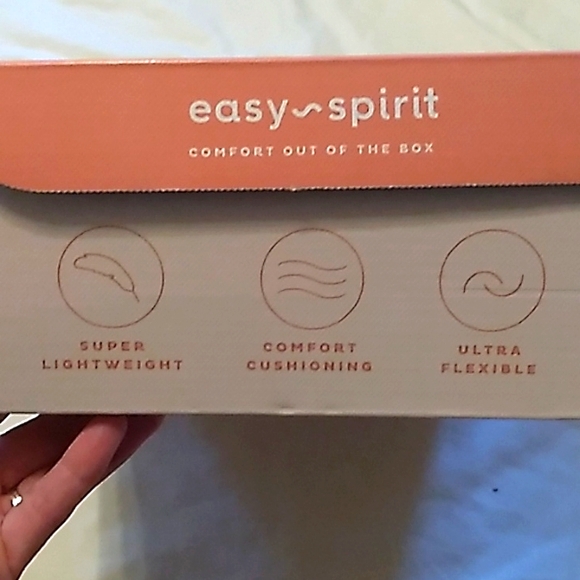 easy~spirit
COMFORT OUT OF THE BOX
SUPER
LIGHTWEIGHT
COMFORT
CUSHIONING
ULTRA
FLEXIBLE